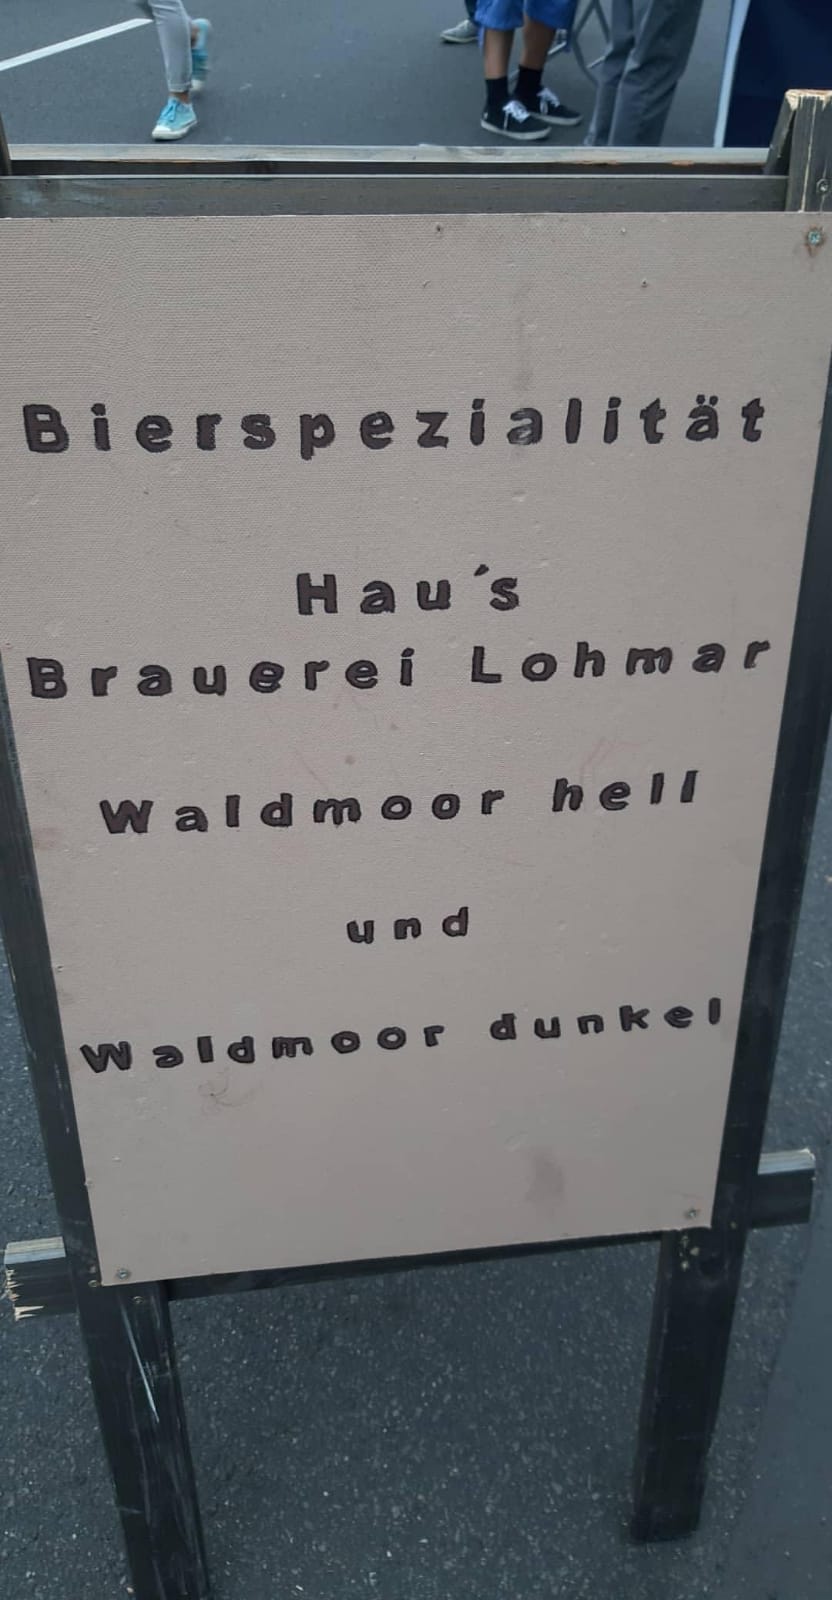 Bierspezialität
Hau´s
Brauerei Lohmar
Waldmoor hell
und
Waldmoor dunkel